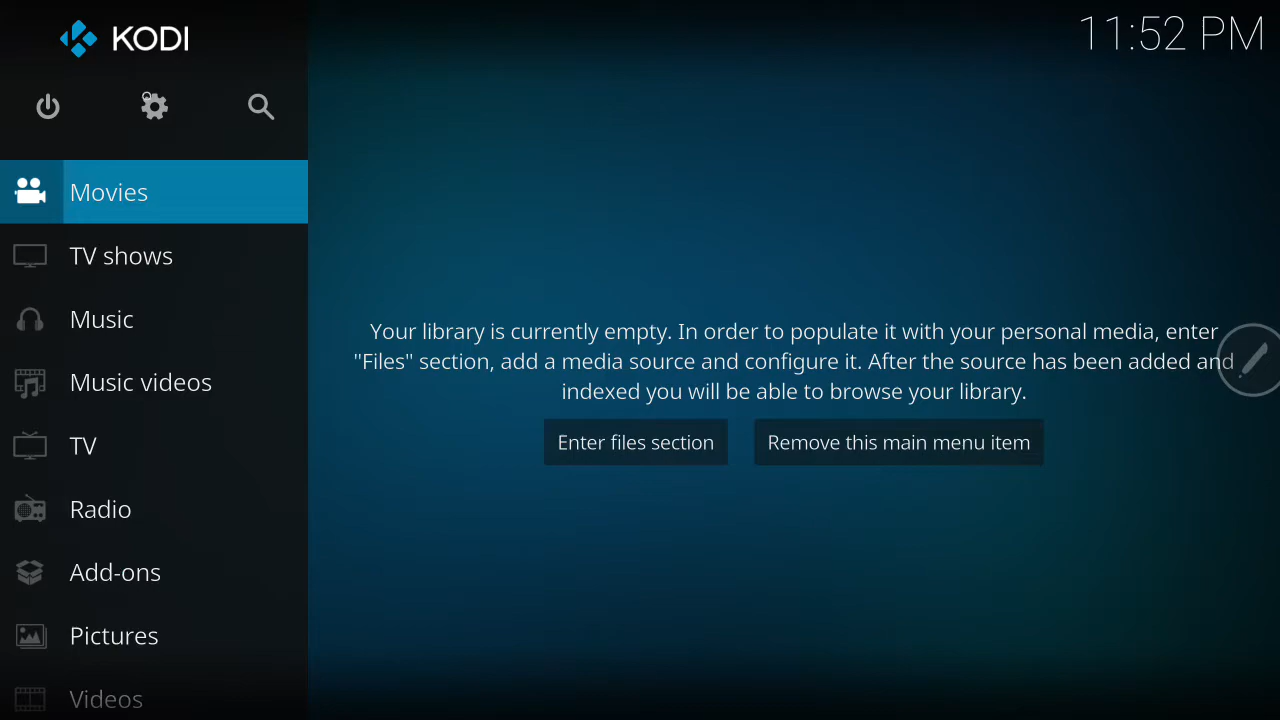 KODI
11:52 PM
Movies
TV shows
Music
Music videos
TV
Radio
Add-ons
Pictures
Videos
Your library is currently empty. In order to populate it with your personal media, enter
"Files" section, add a media source and configure it. After the source has been added and
indexed you will be able to browse your library.
Enter files section
Remove this main menu item